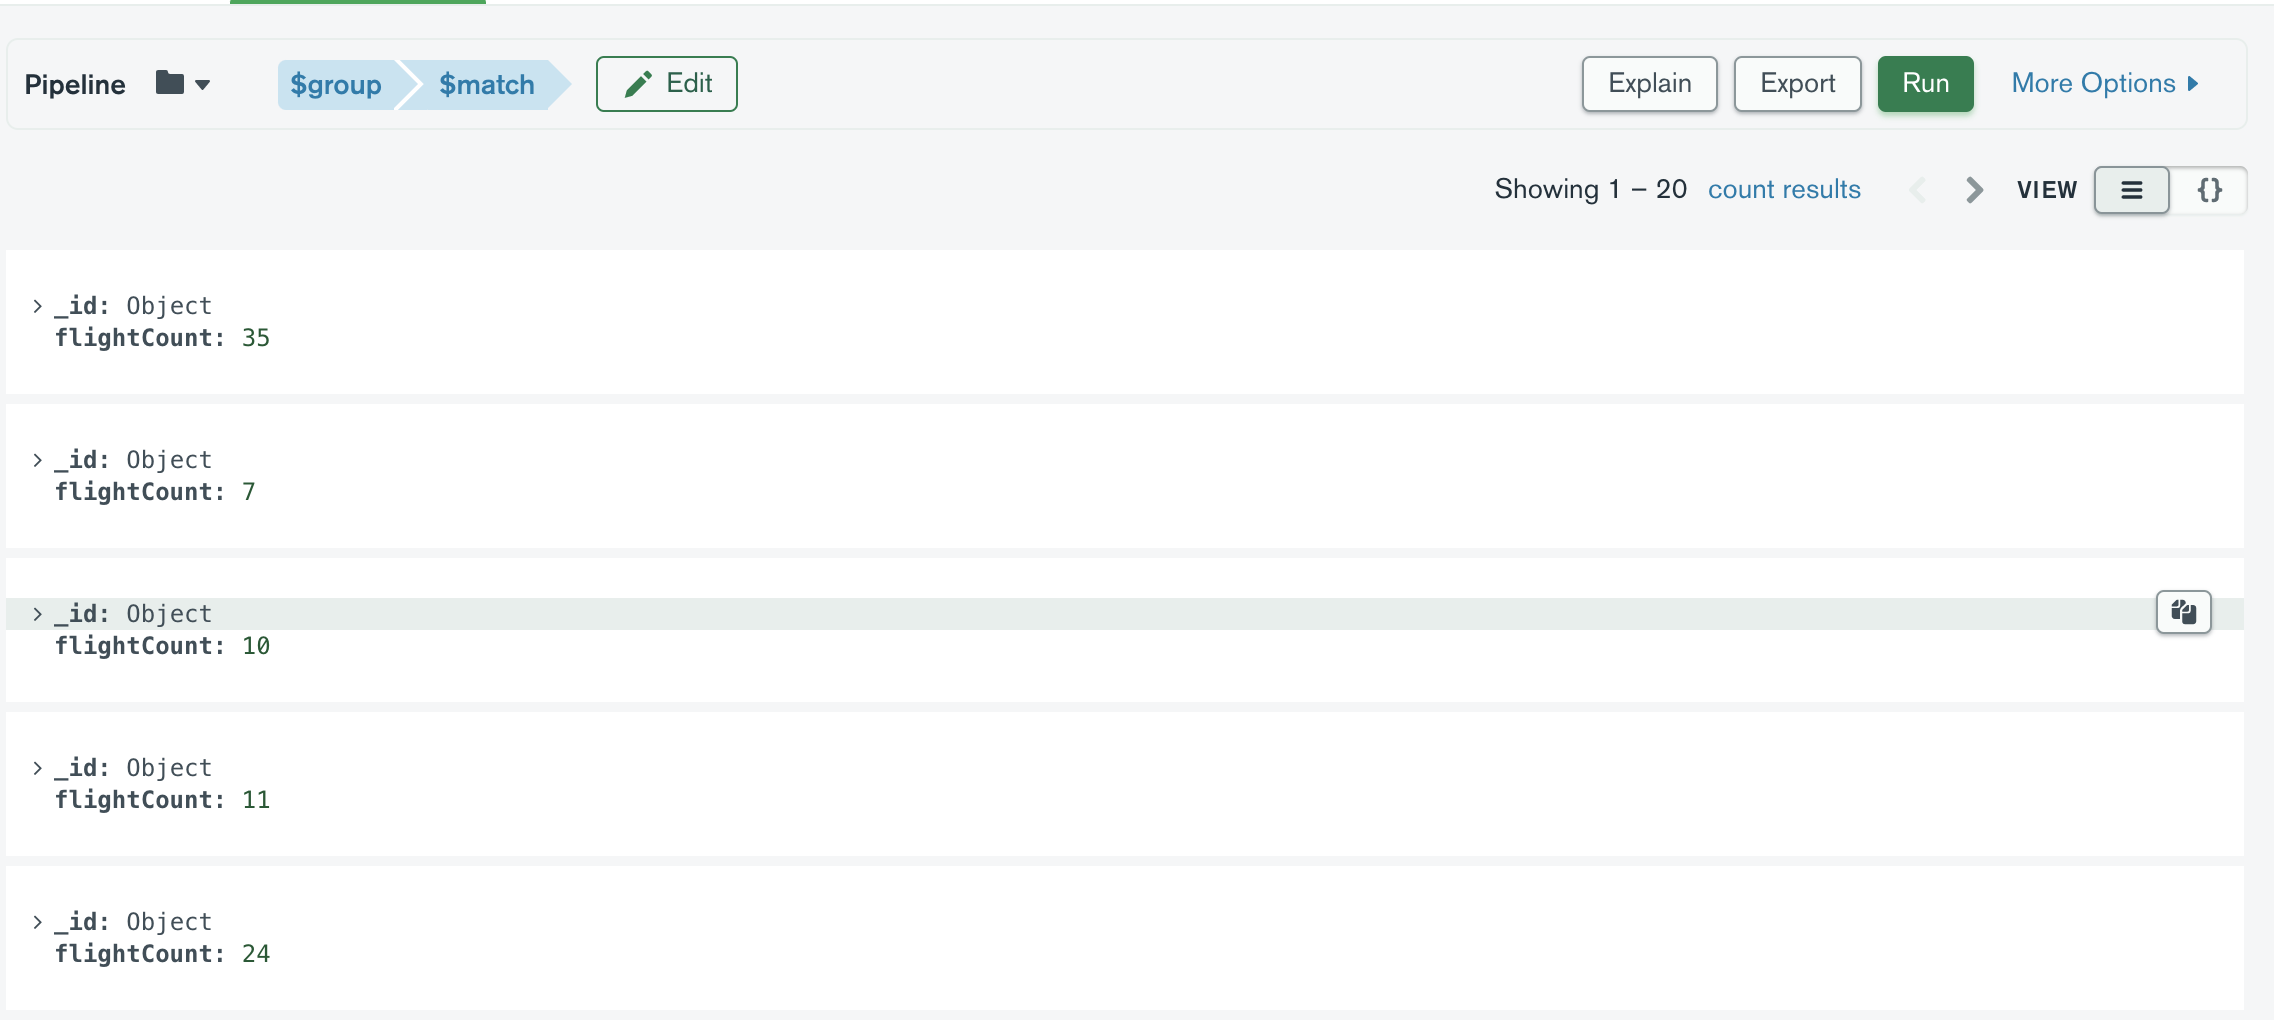 Pipeline $group $match Edit Explain Export Run More Options
Showing 1 – 20 count results VIEW {}
_id: Object
flightCount: 35
_id: Object
flightCount: 7
_id: Object
flightCount: 10
_id: Object
flightCount: 11
_id: Object
flightCount: 24